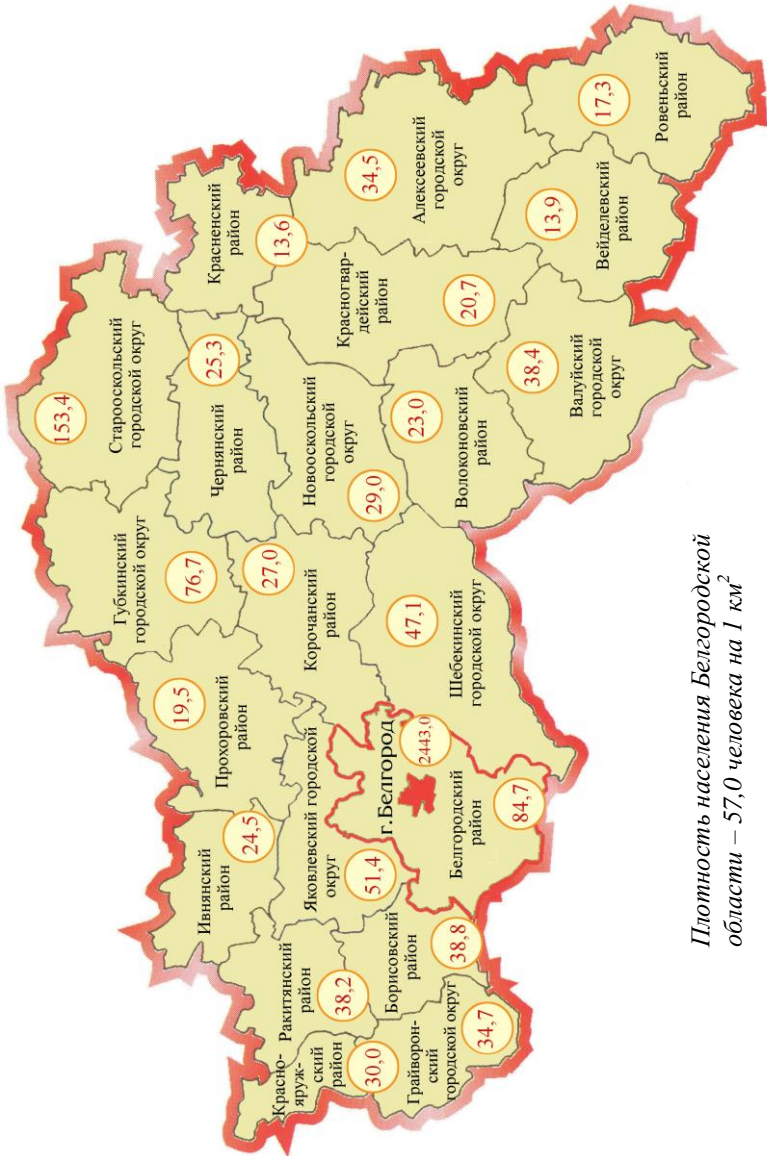 153,4
Старооскольский
городской округ
Губкинский
городской округ
76,7
Красненский
район
13,6
25,3
Чернянский
район
19,5
Прохоровский
район
Ивнянский
район
24,5
27,0
Корочанский
район
Новооскольский
городской
округ
29,0
Красногвар-
дейский
район
20,7
34,5
Алексеевский
городской
округ
Яковлевский городской
округ
51,4
Ракитянский
район
38,2
Красно-
яруж-
ский
район
30,0
г.Белгород
2443,0
Белгородский
район
84,7
47,1
Шебекинский
городской округ
23,0
Волоконовский
район
38,4
Валуйский
городской
округ
13,9
Вейделевский
район
17,3
Ровеньский
район
Борисовский
район
38,8
Грайворон-
ский
городской округ
34,7
Плотность населения Белгородской
области – 57,0 человека на 1 км²